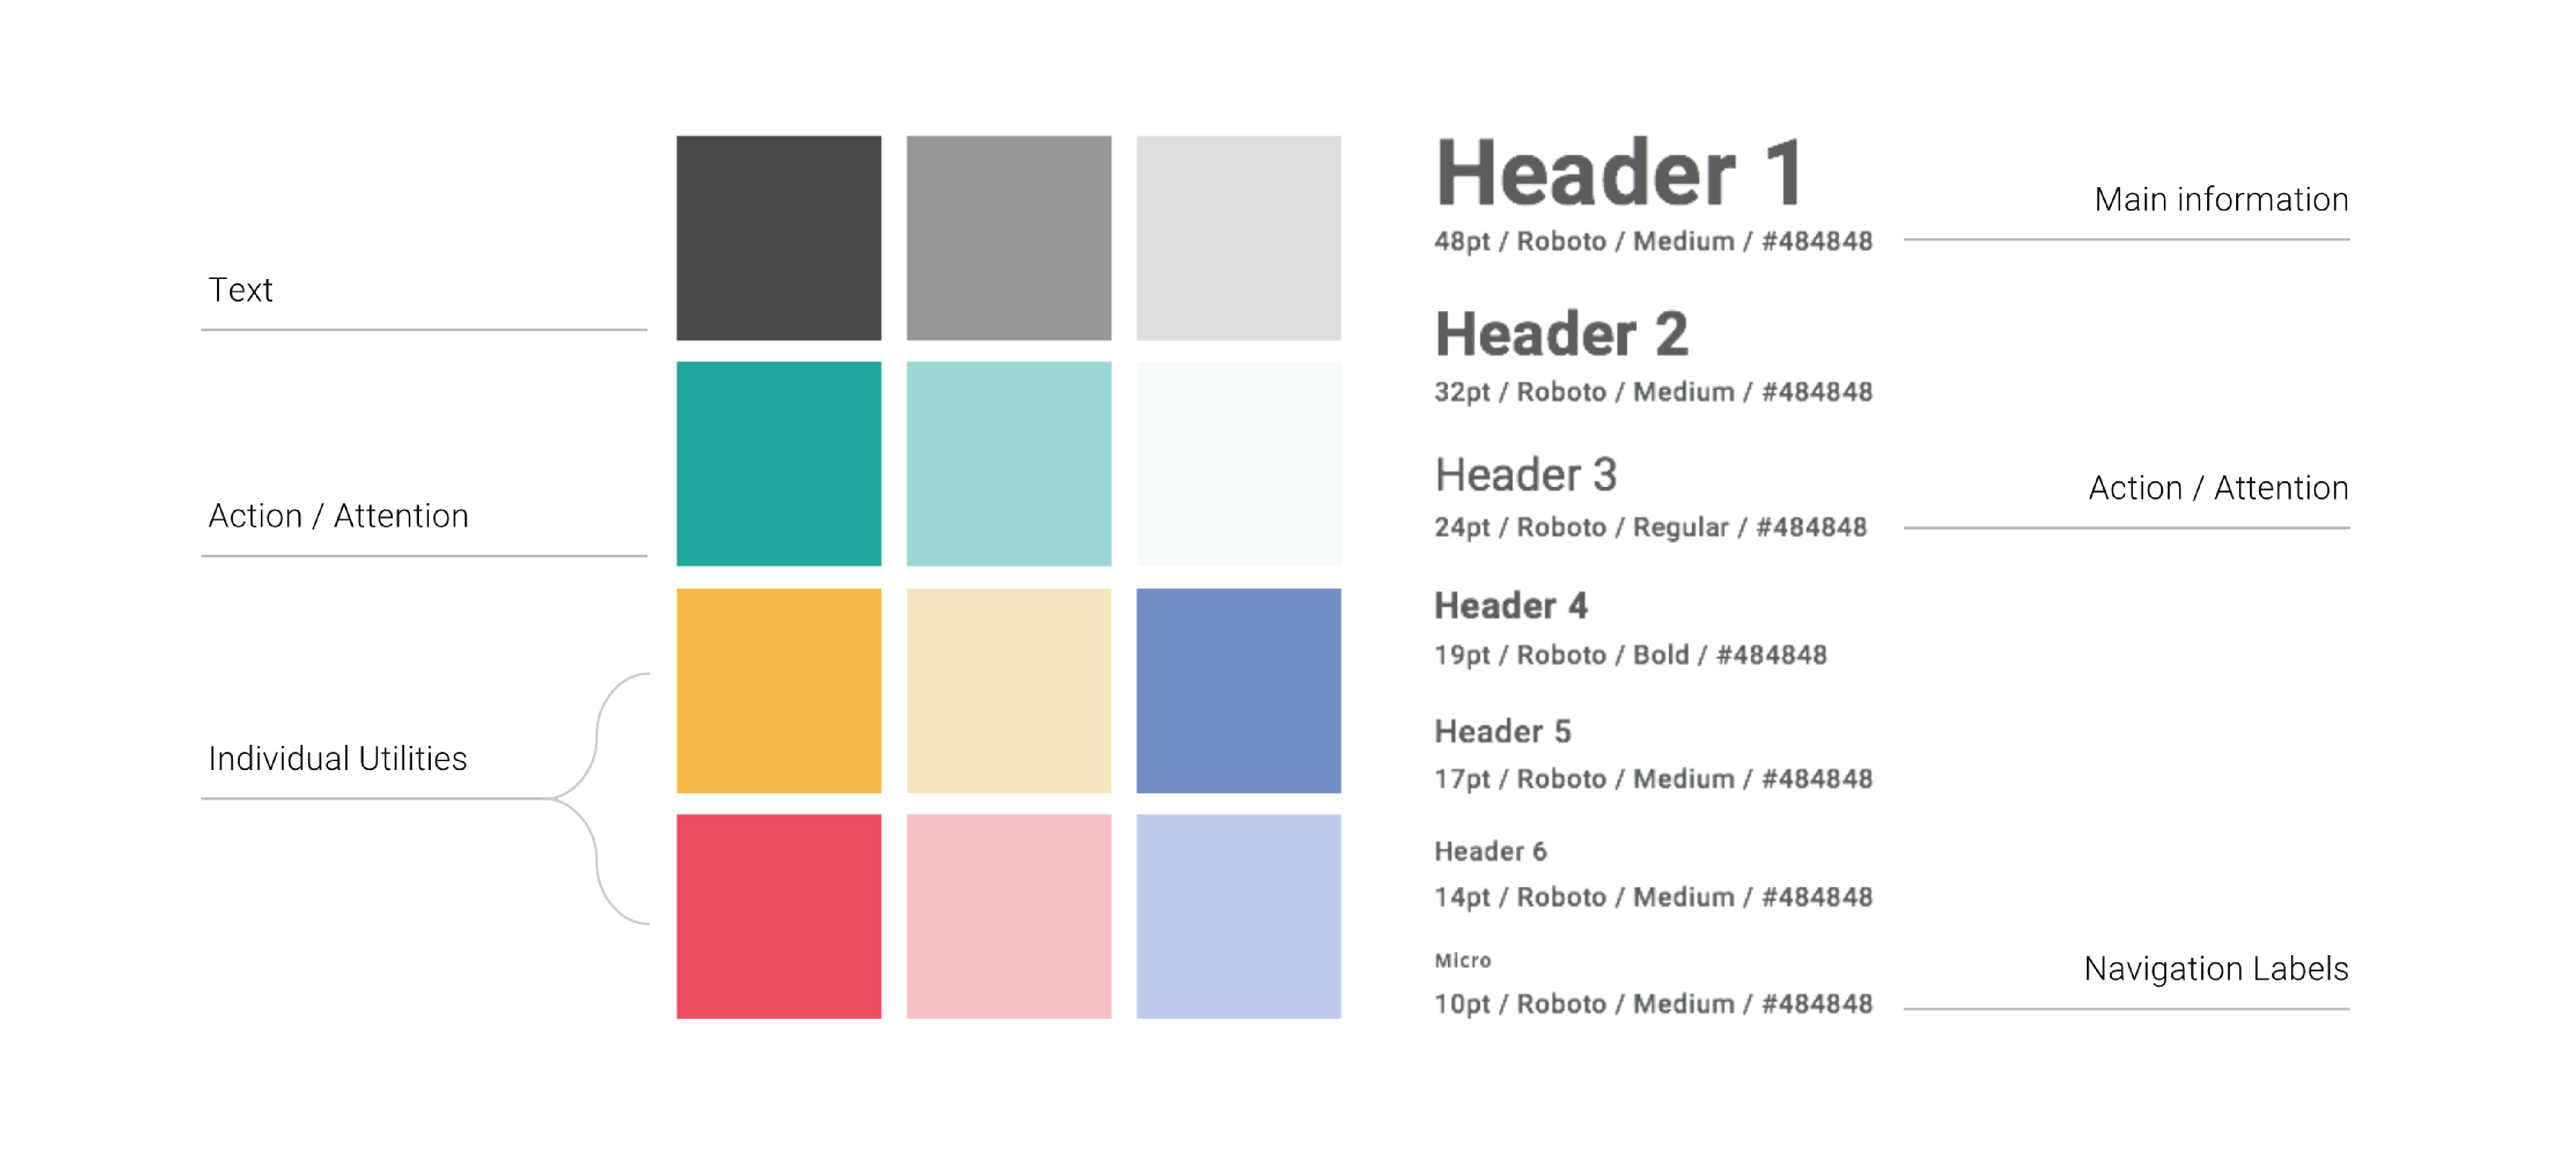 Text
Action / Attention
Individual Utilities
Header 1
48pt / Roboto / Medium / #484848
Main information
Header 2
32pt / Roboto / Medium / #484848
Header 3
24pt / Roboto / Regular / #484848
Action / Attention
Header 4
19pt / Roboto / Bold / #484848
Header 5
17pt / Roboto / Medium / #484848
Header 6
14pt / Roboto / Medium / #484848
Micro
10pt / Roboto / Medium / #484848
Navigation Labels